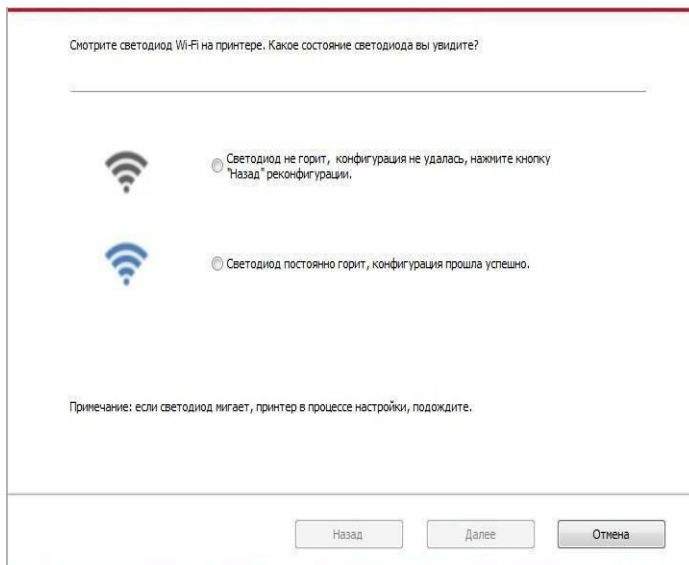 Смотрите светодиод Wi-Fi на принтере. Какое состояние светодиода вы увидите?
Светодиод не горит, конфигурация не удалась, нажмите кнопку
"Назад" реконфигурации.
Светодиод постоянно горит, конфигурация прошла успешно.
Примечание: если светодиод мигает, принтер в процессе настройки, подождите.
Назад
Далее
Отмена